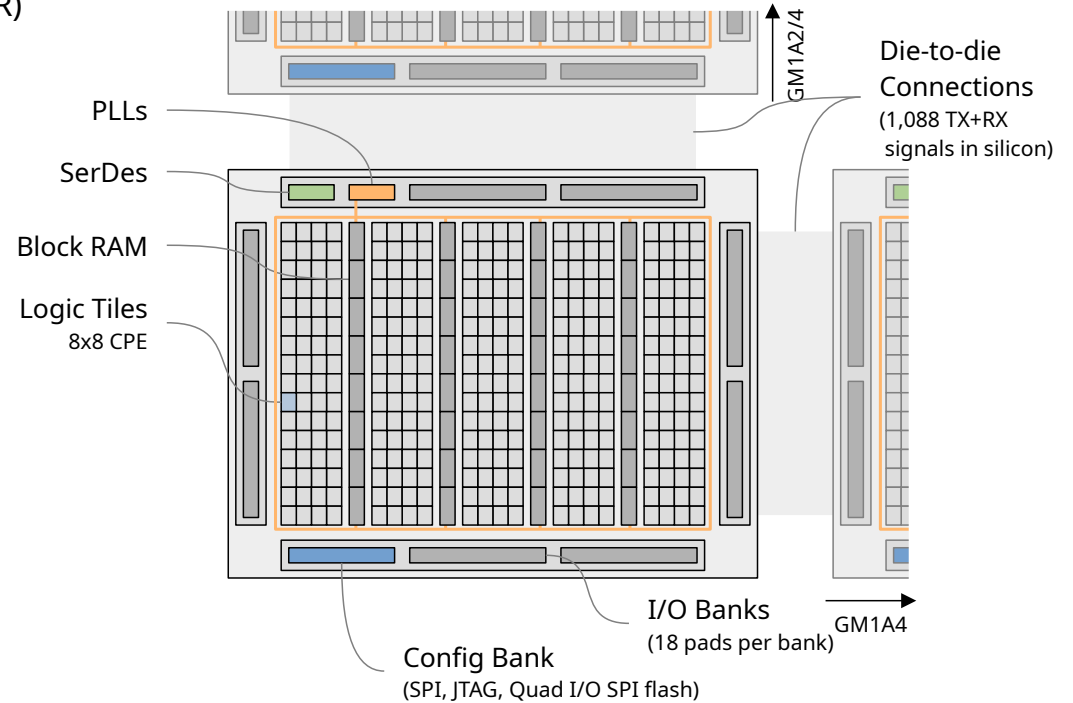 R)
GM1A2/4
Die-to-die
Connections
(1,088 TX+RX
signals in silicon)
PLLs
SerDes
Block RAM
Logic Tiles
8x8 CPE
I/O Banks
(18 pads per bank)
GM1A4
Config Bank
(SPI, JTAG, Quad I/O SPI flash)